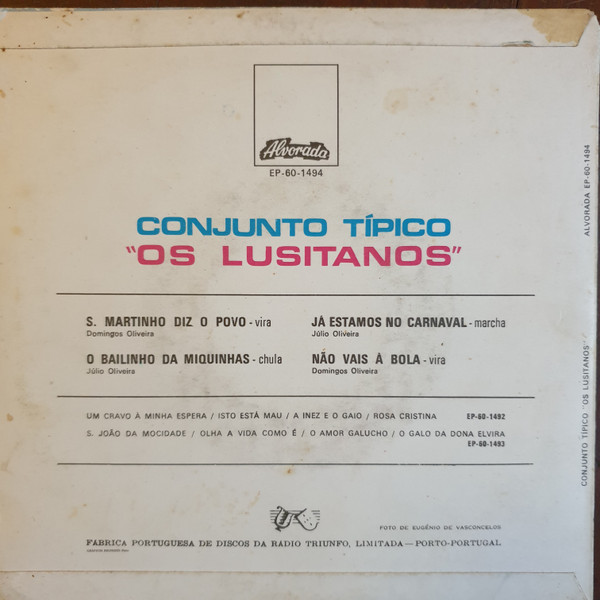 Alvorada
EP-60-1494
CONJUNTO TÍPICO
"OS LUSITANOS"
S. MARTINHO DIZ O POVO - vira
Domingos Oliveira
O BAILINHO DA MIQUINHAS - chula
Júlio Oliveira
JÁ ESTAMOS NO CARNAVAL - marcha
Júlio Oliveira
NÃO VAIS À BOLA - vira
Domingos Oliveira
UM CRAVO À MINHA ESPERA / ISTO ESTÁ MAU / A INEZ E O GAIO / ROSA CRISTINA EP-60-1492
S. JOÃO DA MOCIDADE / OLHA A VIDA COMO É / O AMOR GALUCHO / O GALO DA DONA ELVIRA
EP-60-1493
FOTO DE EUGÉNIO DE VASCONCELOS
FÁBRICA PORTUGUESA DE DISCOS DA RÁDIO TRIUNFO, LIMITADA — PORTO-PORTUGAL
ALVORADA EP-60-1494
CONJUNTO TÍPICO "OS LUSITANOS"